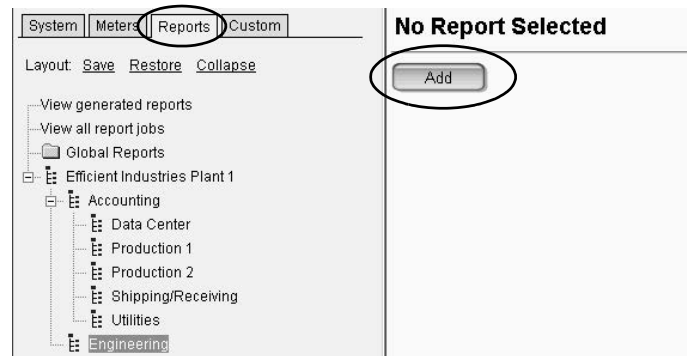 System Meters Reports Custom
Layout: Save Restore Collapse
View generated reports
View all report jobs
Global Reports
Efficient Industries Plant 1
Accounting
Data Center
Production 1
Production 2
Shipping/Receiving
Utilities
Engineering
No Report Selected
Add